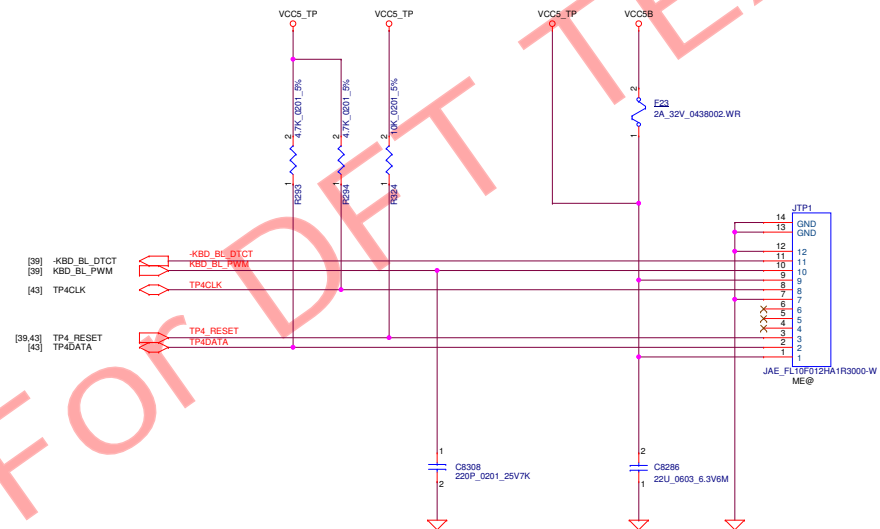 VCC5_TP
VCC5_TP
VCC5_TP
VCC5B
2
F23
2A_32V_0438002.WR
1
2
4.7K_0201_5%
1
R293
2
4.7K_0201_5%
1
R294
2
10K_0201_5%
1
R324
JTP1
14 GND
13 GND
12 12
[39] -KBD_BL_DTCT -KBD_BL_DTCT 11 11
[39] KBD_BL_PWM KBD_BL_PWM 10 10
9 9
[43] TP4CLK TP4CLK 8 8
7 7
6 6
5 5
4 4
[39,43] TP4_RESET TP4_RESET 3 3
[43] TP4DATA TP4DATA 2 2
1 1
JAE_FL10F012HA1R3000-W
ME@
1
C8308
220P_0201_25V7K
2
2
C8286
22U_0603_6.3V6M
1
For DFT TE